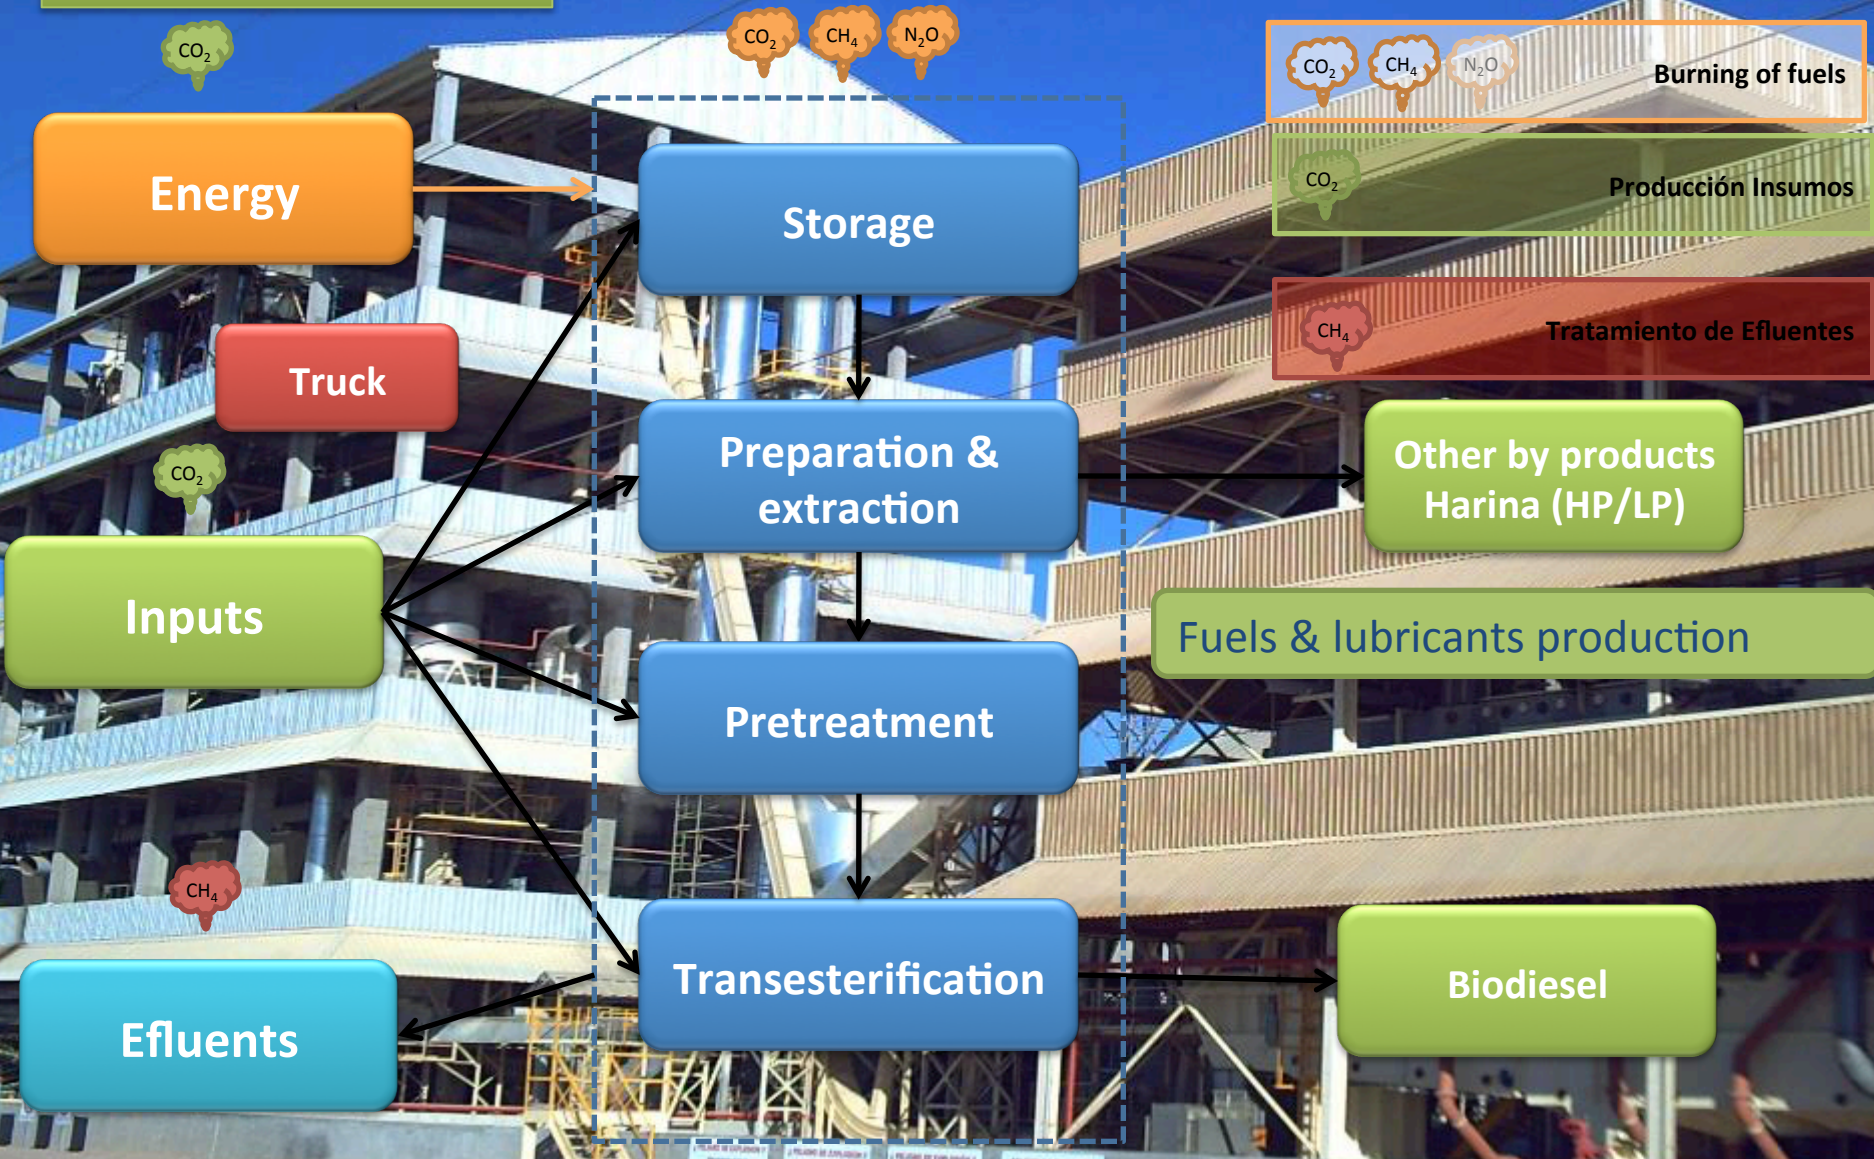 CO₂
CO₂ CH₄ N₂O
CO₂ CH₄ N₂O Burning of fuels
Energy
Storage
CO₂ Producción Insumos
Truck
CH₄ Tratamiento de Efluentes
CO₂
Preparation &
extraction
Other by products
Harina (HP/LP)
Inputs
Fuels & lubricants production
Pretreatment
CH₄
Transesterification
Biodiesel
Efluents